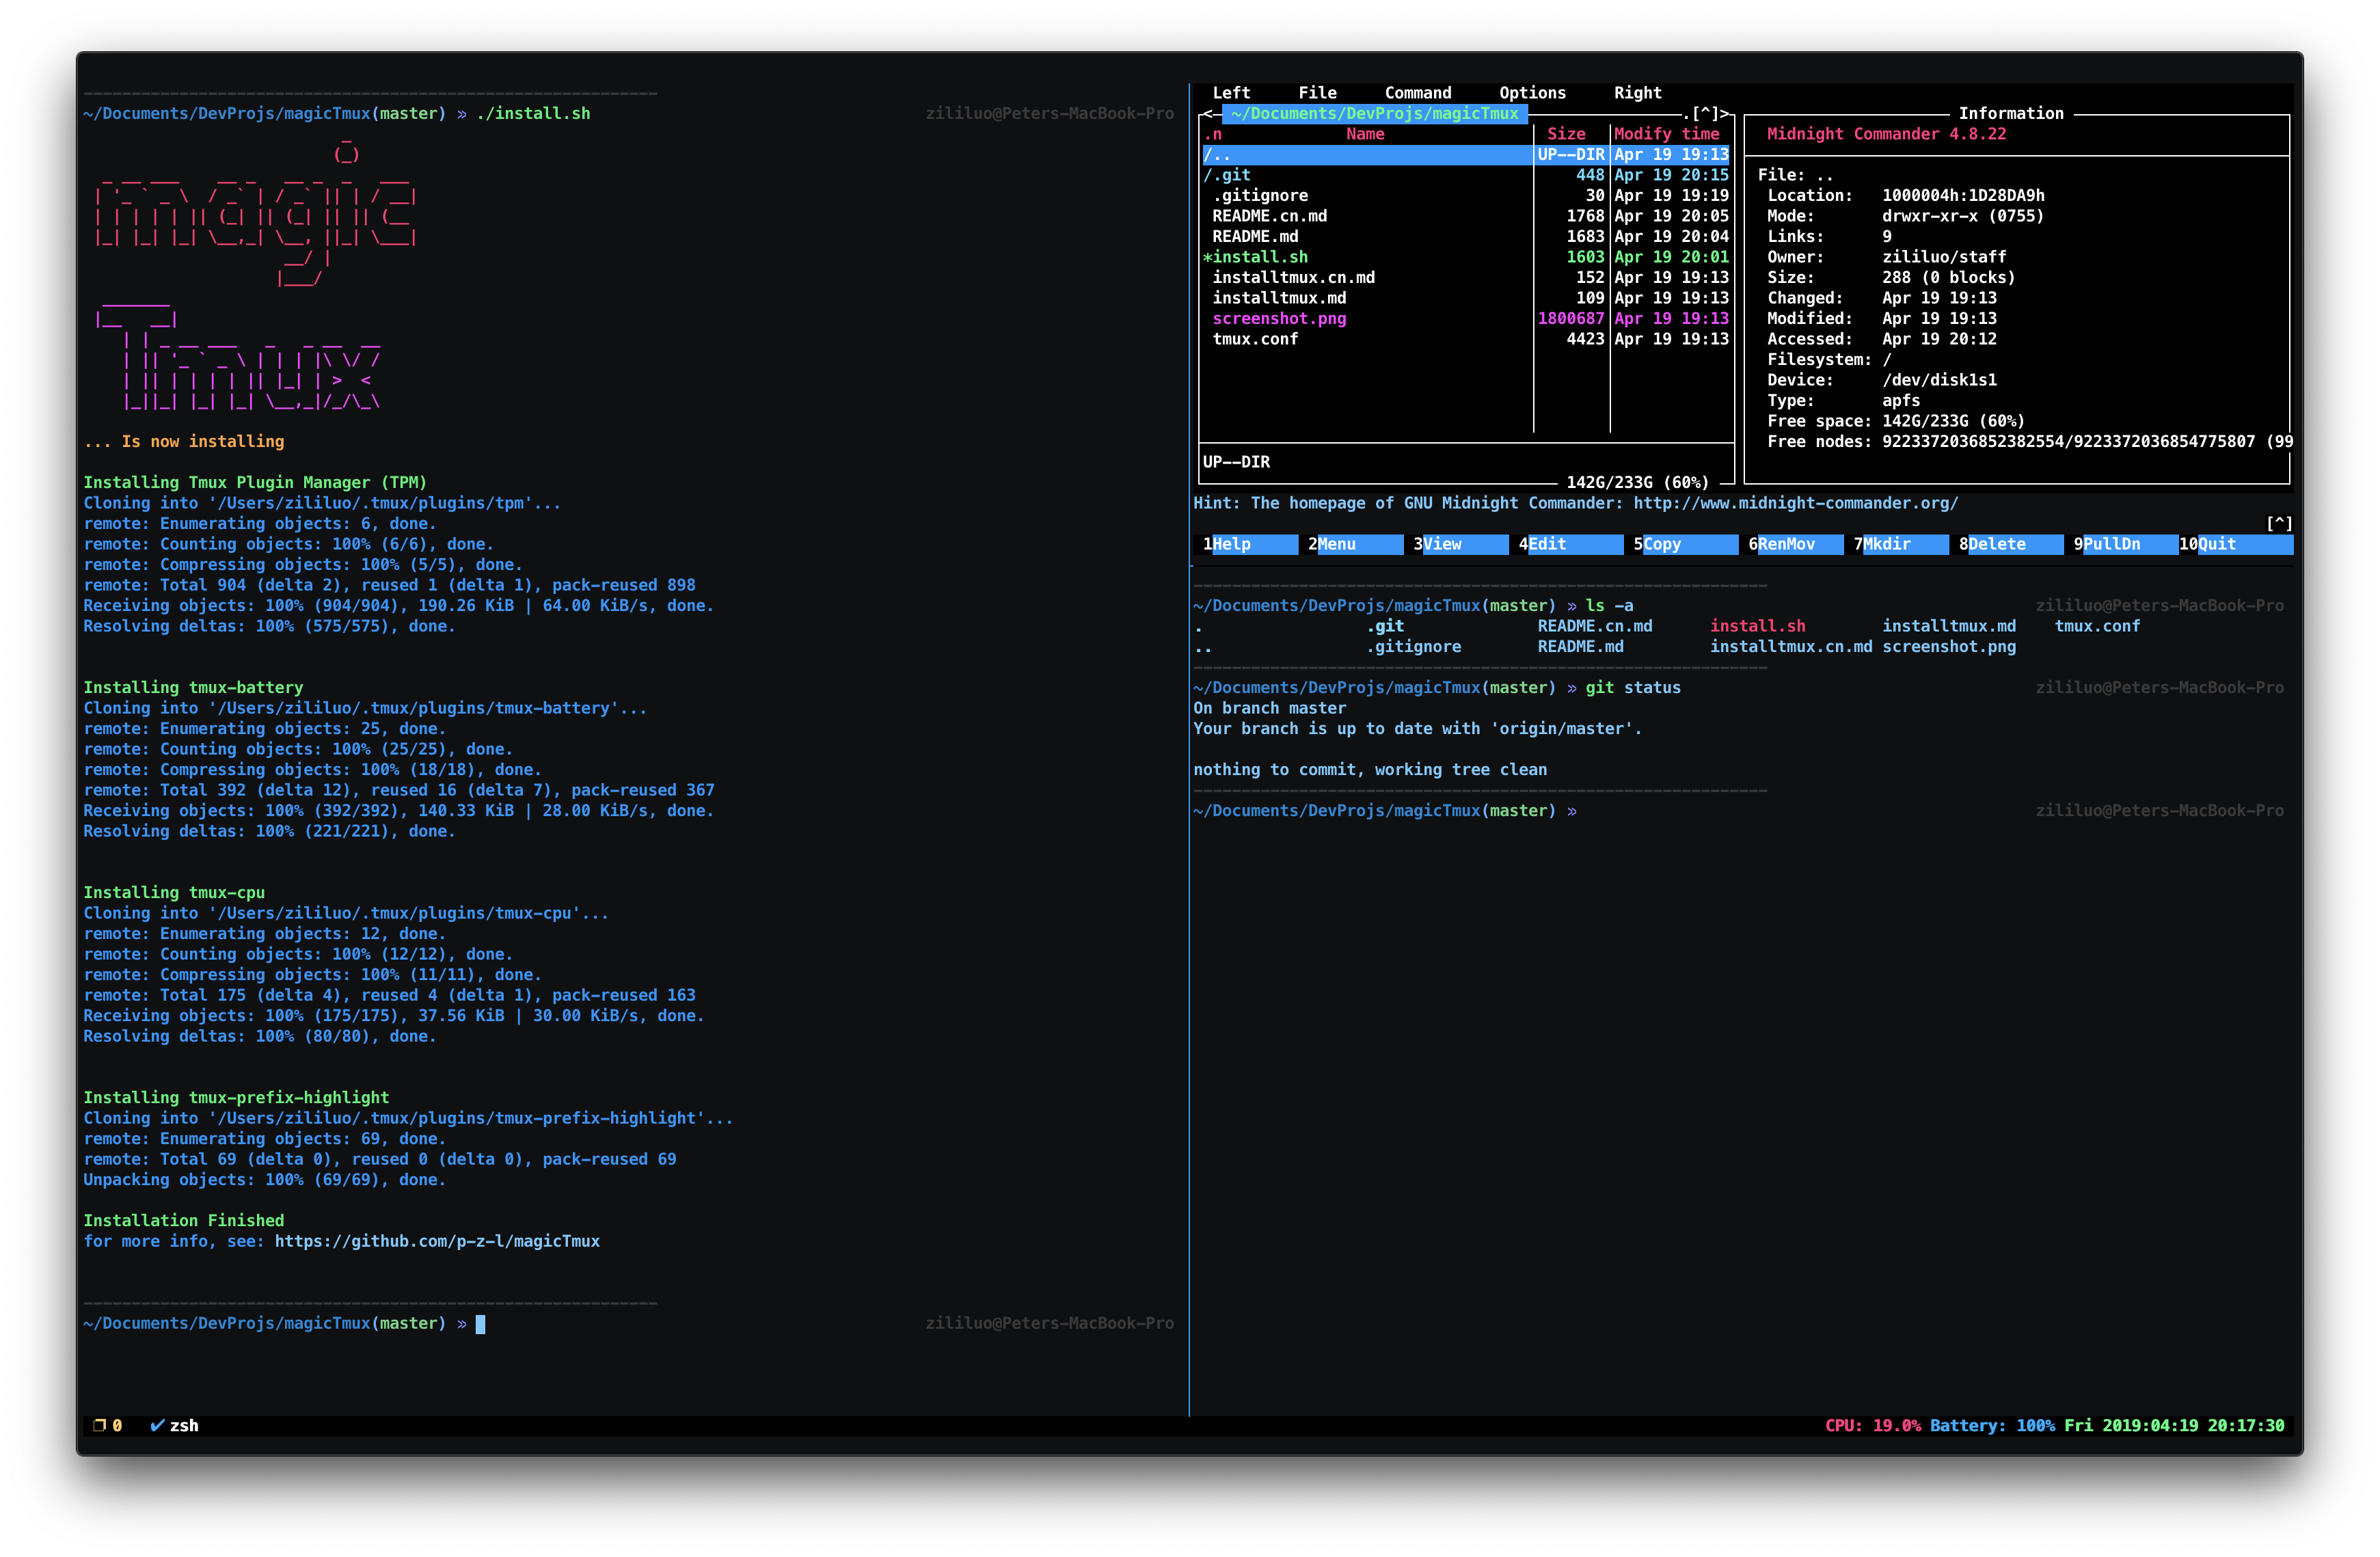 ~/Documents/DevProjs/magicTmux(master) » ./install.sh zililuo@Peters-MacBook-Pro
magic
Tmux
... Is now installing
Installing Tmux Plugin Manager (TPM)
Cloning into '/Users/zililuo/.tmux/plugins/tpm'...
remote: Enumerating objects: 6, done.
remote: Counting objects: 100% (6/6), done.
remote: Compressing objects: 100% (5/5), done.
remote: Total 904 (delta 2), reused 1 (delta 1), pack-reused 898
Receiving objects: 100% (904/904), 190.26 KiB | 64.00 KiB/s, done.
Resolving deltas: 100% (575/575), done.
Installing tmux-battery
Cloning into '/Users/zililuo/.tmux/plugins/tmux-battery'...
remote: Enumerating objects: 25, done.
remote: Counting objects: 100% (25/25), done.
remote: Compressing objects: 100% (18/18), done.
remote: Total 392 (delta 12), reused 16 (delta 7), pack-reused 367
Receiving objects: 100% (392/392), 140.33 KiB | 28.00 KiB/s, done.
Resolving deltas: 100% (221/221), done.
Installing tmux-cpu
Cloning into '/Users/zililuo/.tmux/plugins/tmux-cpu'...
remote: Enumerating objects: 12, done.
remote: Counting objects: 100% (12/12), done.
remote: Compressing objects: 100% (11/11), done.
remote: Total 175 (delta 4), reused 4 (delta 1), pack-reused 163
Receiving objects: 100% (175/175), 37.56 KiB | 30.00 KiB/s, done.
Resolving deltas: 100% (80/80), done.
Installing tmux-prefix-highlight
Cloning into '/Users/zililuo/.tmux/plugins/tmux-prefix-highlight'...
remote: Enumerating objects: 69, done.
remote: Total 69 (delta 0), reused 0 (delta 0), pack-reused 69
Unpacking objects: 100% (69/69), done.
Installation Finished
for more info, see: https://github.com/p-z-l/magicTmux
~/Documents/DevProjs/magicTmux(master) » zililuo@Peters-MacBook-Pro
Left File Command Options Right
<- ~/Documents/DevProjs/magicTmux .[^]>
.n Name Size Modify time
/.. UP--DIR Apr 19 19:13
/.git 448 Apr 19 20:15
.gitignore 30 Apr 19 19:19
README.cn.md 1768 Apr 19 20:05
README.md 1683 Apr 19 20:04
*install.sh 1603 Apr 19 20:01
installtmux.cn.md 152 Apr 19 19:13
installtmux.md 109 Apr 19 19:13
screenshot.png 1800687 Apr 19 19:13
tmux.conf 4423 Apr 19 19:13
UP--DIR
142G/233G (60%)
Information
Midnight Commander 4.8.22
File: ..
Location: 1000004h:1D28DA9h
Mode: drwxr-xr-x (0755)
Links: 9
Owner: zililuo/staff
Size: 288 (0 blocks)
Changed: Apr 19 19:13
Modified: Apr 19 19:13
Accessed: Apr 19 20:12
Filesystem: /
Device: /dev/disk1s1
Type: apfs
Free space: 142G/233G (60%)
Free nodes: 9223372036852382554/9223372036854775807 (99
Hint: The homepage of GNU Midnight Commander: http://www.midnight-commander.org/
[^]
1Help 2Menu 3View 4Edit 5Copy 6RenMov 7Mkdir 8Delete 9PullDn 10Quit
~/Documents/DevProjs/magicTmux(master) » ls -a zililuo@Peters-MacBook-Pro
. .git README.cn.md install.sh installtmux.md tmux.conf
.. .gitignore README.md installtmux.cn.md screenshot.png
~/Documents/DevProjs/magicTmux(master) » git status zililuo@Peters-MacBook-Pro
On branch master
Your branch is up to date with 'origin/master'.
nothing to commit, working tree clean
~/Documents/DevProjs/magicTmux(master) » zililuo@Peters-MacBook-Pro
❐ 0 ✔ zsh CPU: 19.0% Battery: 100% Fri 2019:04:19 20:17:30